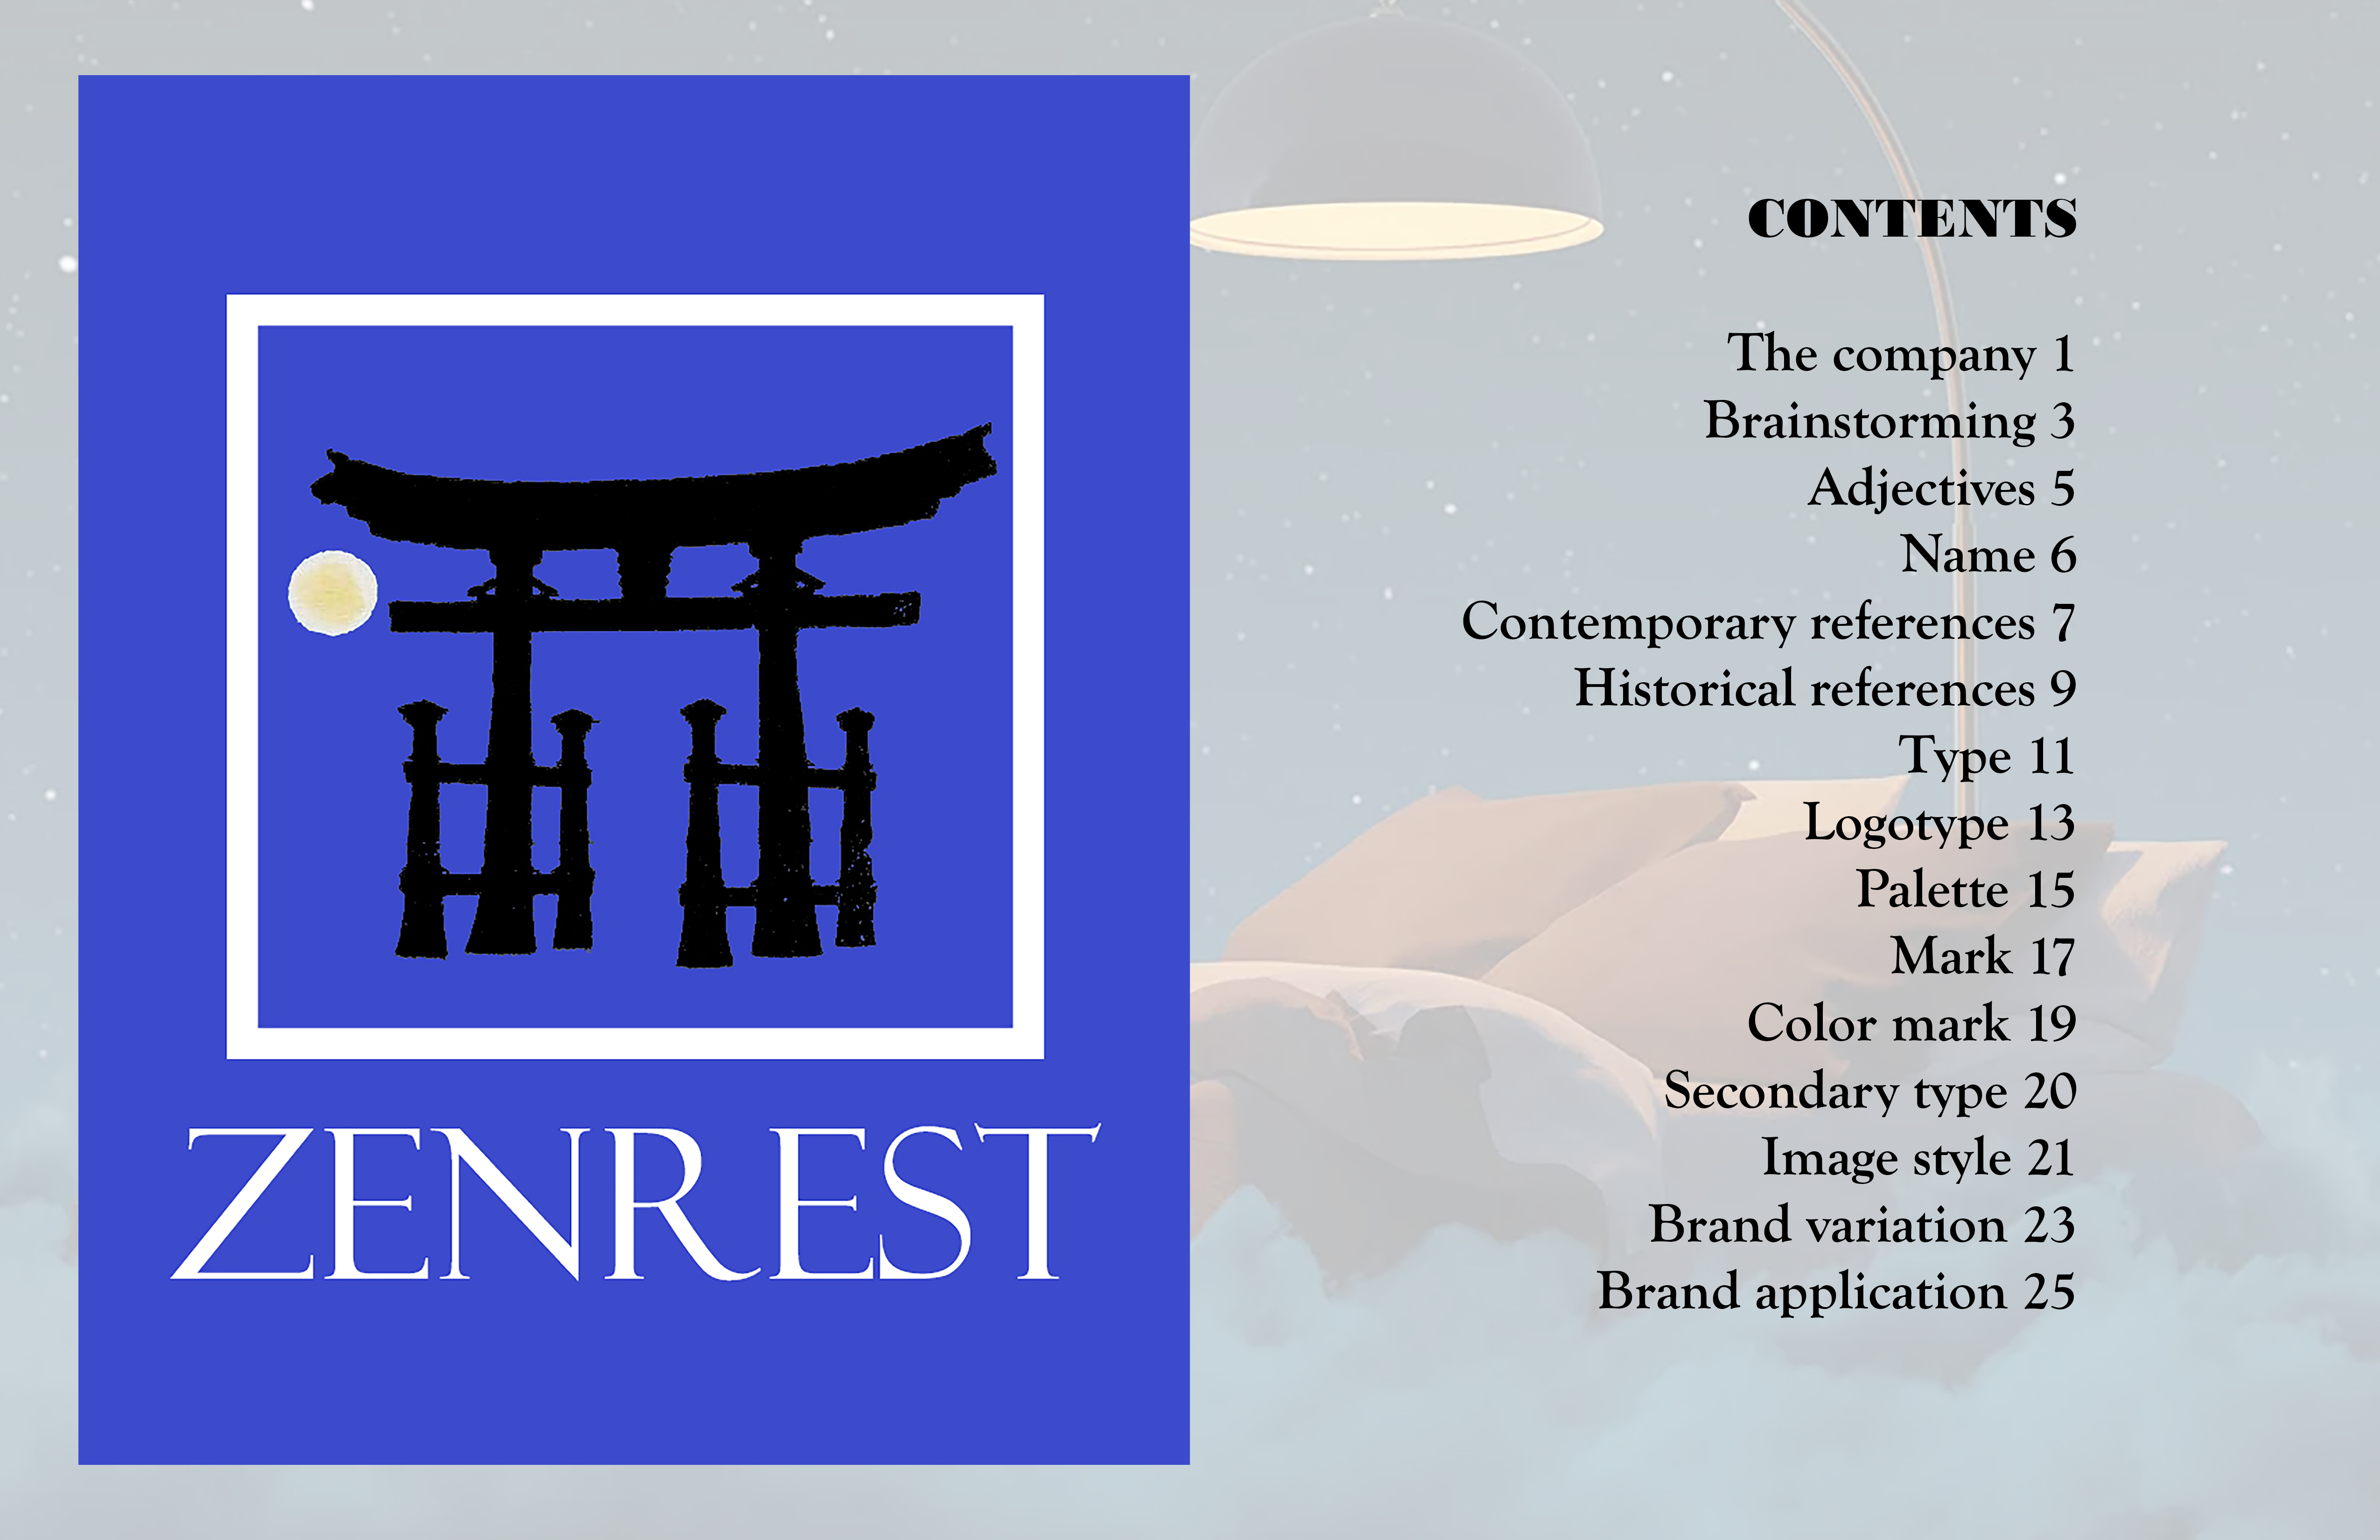 ZENREST
CONTENTS
The company 1
Brainstorming 3
Adjectives 5
Name 6
Contemporary references 7
Historical references 9
Type 11
Logotype 13
Palette 15
Mark 17
Color mark 19
Secondary type 20
Image style 21
Brand variation 23
Brand application 25